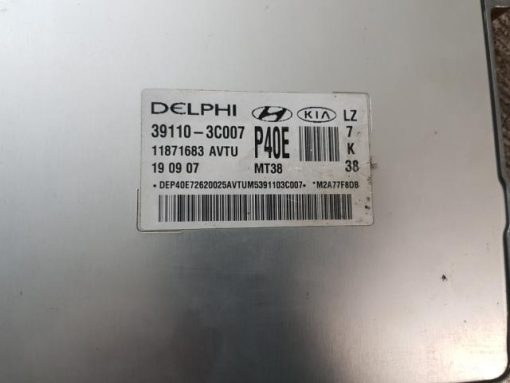 DELPHI KIA LZ
39110-3C007 P40E 7
11871683 AVTU K
19 09 07 MT38 38
*DEP40E72620025AVTUM5391103C007* *M2A77F8DB